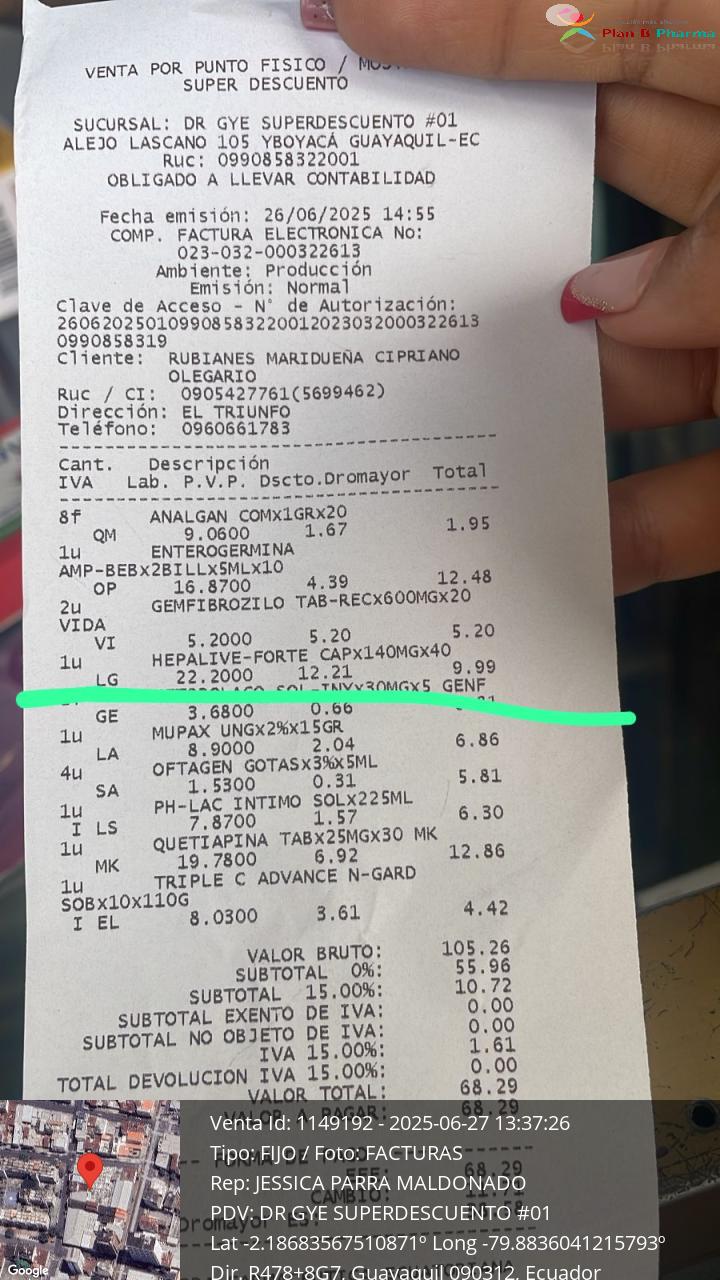 Plan B Pharma
VENTA POR PUNTO FISICO /
SUPER DESCUENTO
SUCURSAL: DR GYE SUPERDESCUENTO #01
ALEJO LASCANO 105 YBOYACÁ GUAYAQUIL-EC
Ruc: 0990858322001
OBLIGADO A LLEVAR CONTABILIDAD
Fecha emisión: 26/06/2025 14:55
COMP. FACTURA ELECTRONICA No:
023-032-000322613
Ambiente: Producción
Emisión: Normal
Clave de Acceso - N° de Autorización:
260620250109908583220012023032000322613
0990858319
Cliente: RUBIANES MARIDUEÑA CIPRIANO
OLEGARIO
Ruc / CI: 0905427761(5699462)
Dirección: EL TRIUNFO
Teléfono: 0960661783
Cant. Descripción
IVA Lab. P.V.P. Dscto.Dromayor Total
8f ANALGAN COMx1GRx20
QM 9.0600 1.67 1.95
1u ENTEROGERMINA
AMP-BEBx2BILLx5MLx10
OP 16.8700 4.39 12.48
2u GEMFIBROZILO TAB-RECx600MGx20
VIDA
VI 5.2000 5.20 5.20
1u HEPALIVE-FORTE CAPx140MGx40
LG 22.2000 12.21 9.99
SOL-INYx30MGx5 GENF
GE 3.6800 0.66
1u MUPAX UNGx2%x15GR
LA 8.9000 2.04 6.86
4u OFTAGEN GOTASx3%x5ML
SA 1.5300 0.31 5.81
1u PH-LAC INTIMO SOLx225ML
I LS 7.8700 1.57 6.30
1u QUETIAPINA TABx25MGx30 MK
MK 19.7800 6.92 12.86
1u TRIPLE C ADVANCE N-GARD
SOBx10x110G
I EL 8.0300 3.61 4.42
VALOR BRUTO: 105.26
SUBTOTAL 0%: 55.96
SUBTOTAL 15.00%: 10.72
SUBTOTAL EXENTO DE IVA: 0.00
SUBTOTAL NO OBJETO DE IVA: 0.00
IVA 15.00%: 1.61
TOTAL DEVOLUCION IVA 15.00%: 0.00
VALOR TOTAL: 68.29
VALOR A PAGAR: 68.29
68.29
CAMBIO:
Venta Id: 1149192 - 2025-06-27 13:37:26
Tipo: FIJO / Foto: FACTURAS
Rep: JESSICA PARRA MALDONADO
PDV: DR GYE SUPERDESCUENTO #01
Lat -2.18683567510871º Long -79.8836041215793º
Dir. R478+8G7, Guayaquil 090312, Ecuador
Google